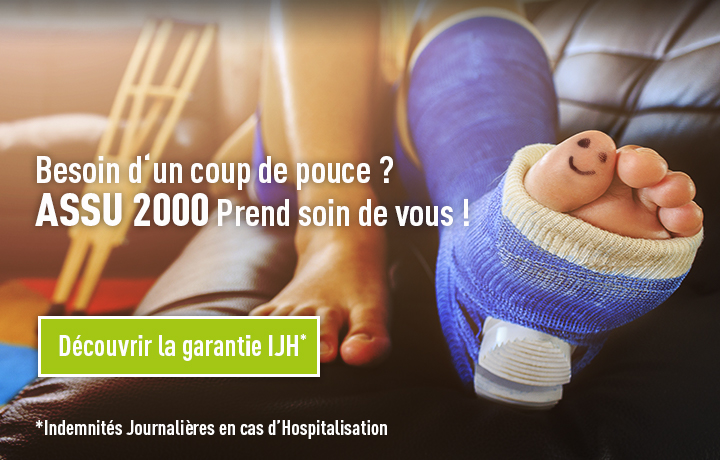 Besoin d‘un coup de pouce ?
ASSU 2000 Prend soin de vous !
Découvrir la garantie IJH*
*Indemnités Journalières en cas d’Hospitalisation